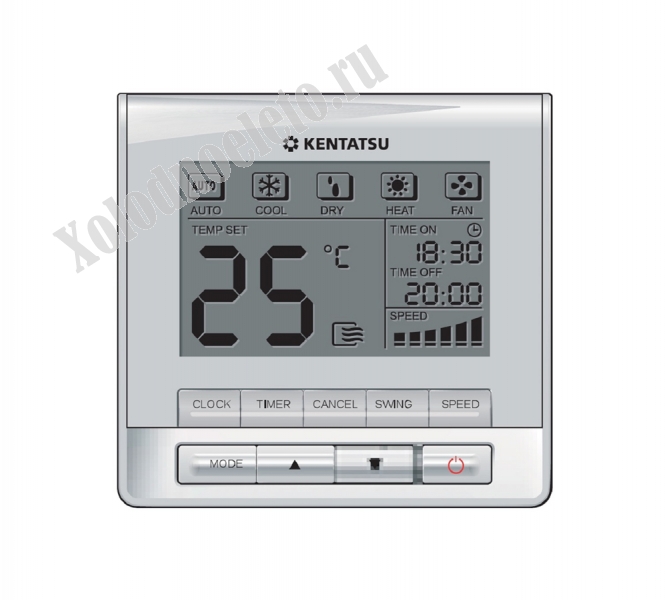 Xolodnoeleto.ru
KENTATSU
AUTO
AUTO COOL DRY HEAT FAN
TEMP SET
25 °C
TIME ON
18:30
TIME OFF
20:00
SPEED
CLOCK TIMER CANCEL SWING SPEED
MODE